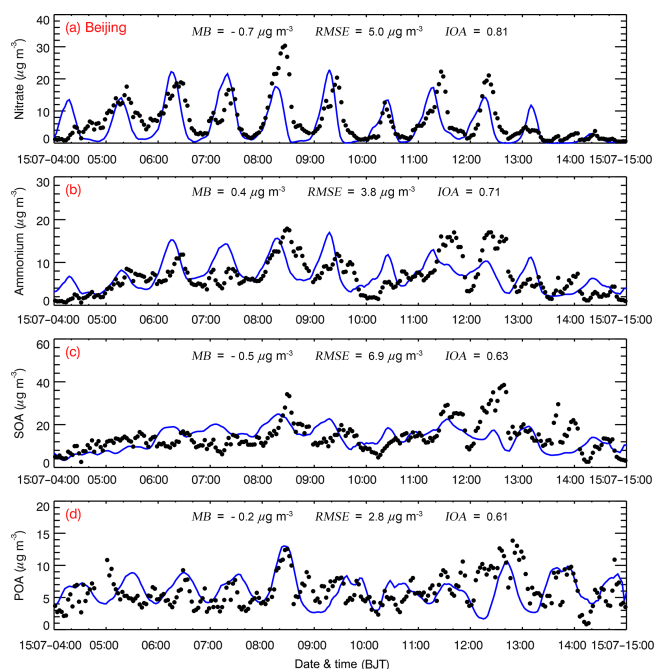 (a) Beijing
MB = - 0.7 µg m-3 RMSE = 5.0 µg m-3 IOA = 0.81
Nitrate (µg m-3)
40
30
20
10
0
15:07-04:00 05:00 06:00 07:00 08:00 09:00 10:00 11:00 12:00 13:00 14:00 15:07-15:00
(b)
MB = 0.4 µg m-3 RMSE = 3.8 µg m-3 IOA = 0.71
Ammonium (µg m-3)
30
20
10
0
15:07-04:00 05:00 06:00 07:00 08:00 09:00 10:00 11:00 12:00 13:00 14:00 15:07-15:00
(c)
MB = - 0.5 µg m-3 RMSE = 6.9 µg m-3 IOA = 0.63
SOA (µg m-3)
60
40
20
0
15:07-04:00 05:00 06:00 07:00 08:00 09:00 10:00 11:00 12:00 13:00 14:00 15:07-15:00
(d)
MB = - 0.2 µg m-3 RMSE = 2.8 µg m-3 IOA = 0.61
POA (µg m-3)
20
15
10
5
0
15:07-04:00 05:00 06:00 07:00 08:00 09:00 10:00 11:00 12:00 13:00 14:00 15:07-15:00
Date & time (BJT)